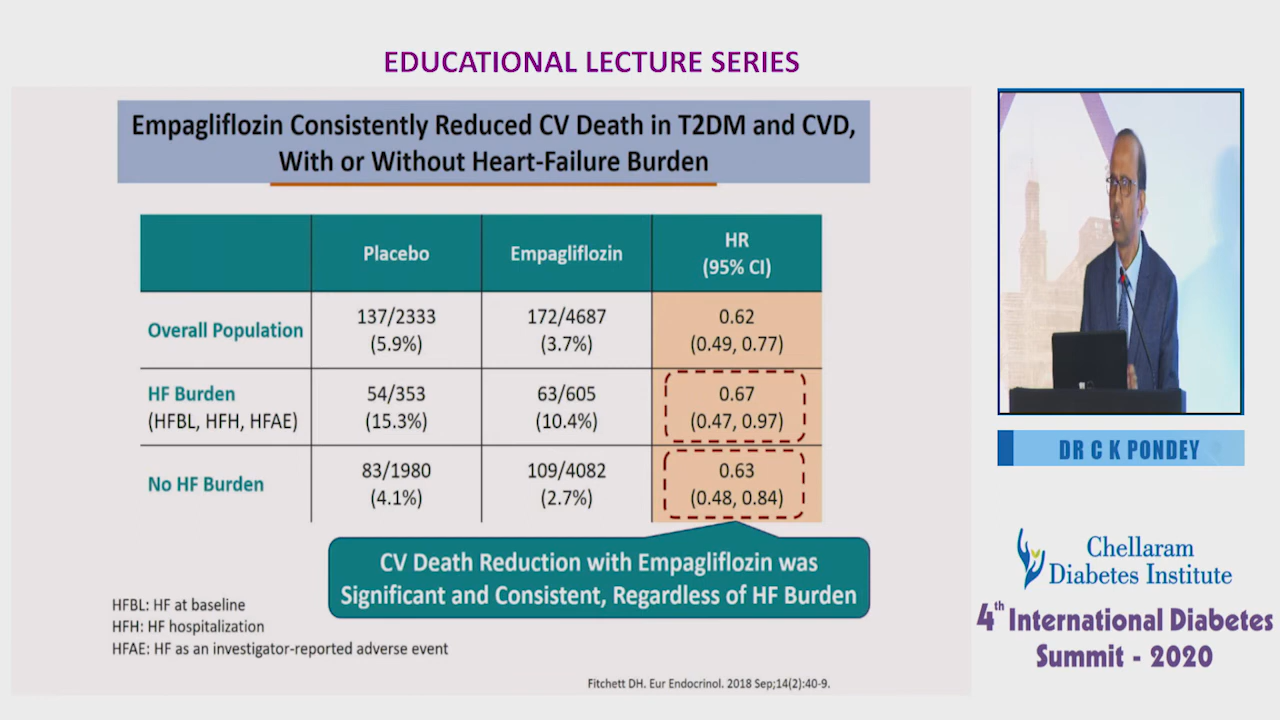 EDUCATIONAL LECTURE SERIES
Empagliflozin Consistently Reduced CV Death in T2DM and CVD,
With or Without Heart-Failure Burden
Placebo
Empagliflozin
HR
(95% CI)
Overall Population
137/2333
(5.9%)
172/4687
(3.7%)
0.62
(0.49, 0.77)
HF Burden
(HFBL, HFH, HFAE)
54/353
(15.3%)
63/605
(10.4%)
0.67
(0.47, 0.97)
No HF Burden
83/1980
(4.1%)
109/4082
(2.7%)
0.63
(0.48, 0.84)
CV Death Reduction with Empagliflozin was
Significant and Consistent, Regardless of HF Burden
HFBL: HF at baseline
HFH: HF hospitalization
HFAE: HF as an investigator-reported adverse event
Fitchett DH. Eur Endocrinol. 2018 Sep;14(2):40-9.
DR C K PONDEY
Chellaram
Diabetes Institute
4th International Diabetes
Summit - 2020